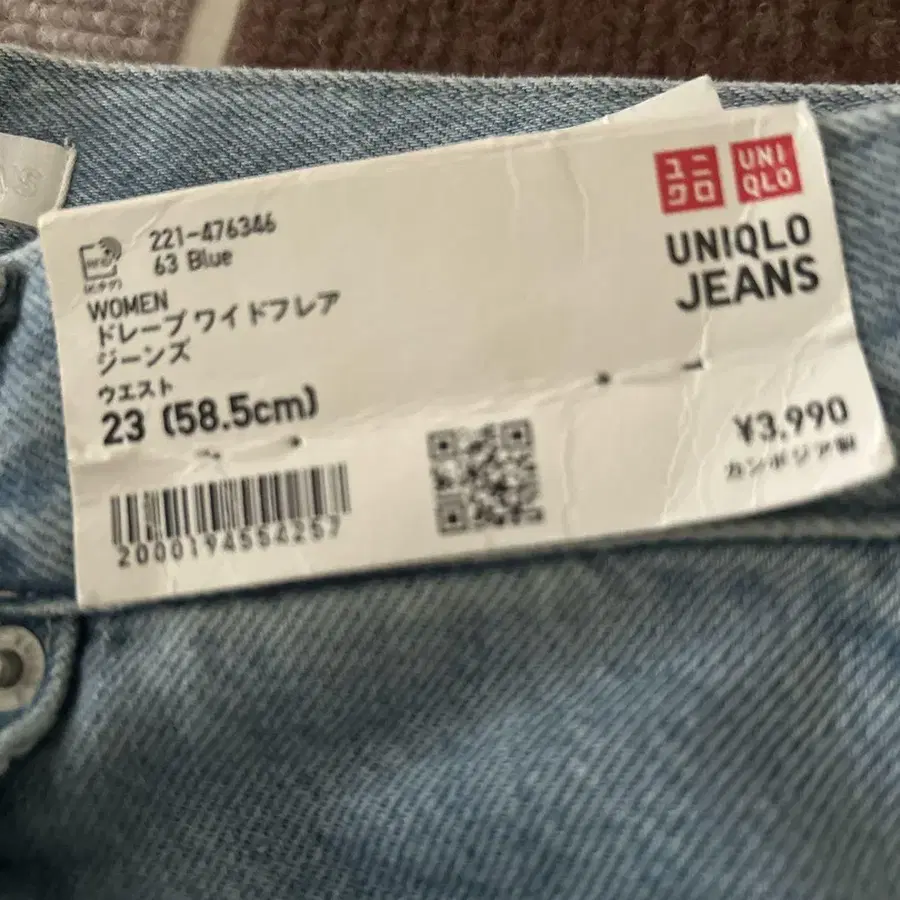 AS
221-476346
63 Blue
WOMEN
ドレープワイドフレア
ジーンズ
ウエスト
23 (58.5cm)
2000194554257
ユニ
クロ
UNI
QLO
UNIQLO
JEANS
¥3,990
カンボジア製